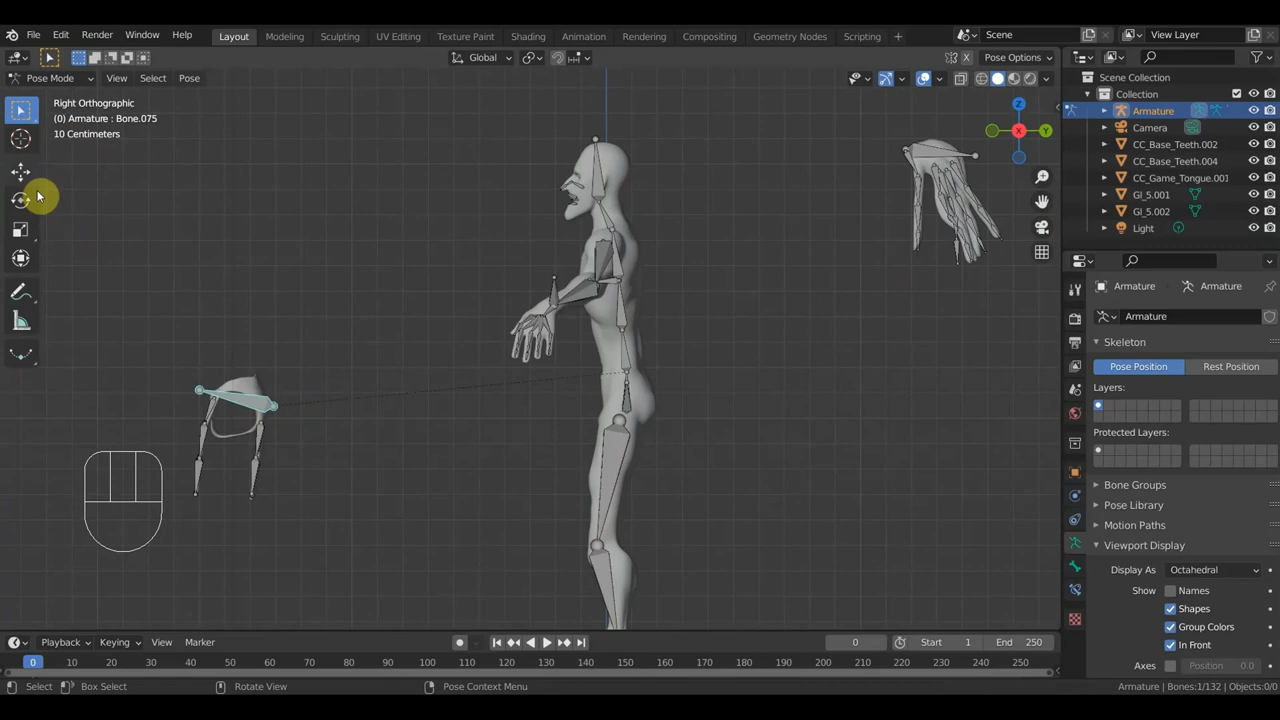 File Edit Render Window Help Layout Modeling Sculpting UV Editing Texture Paint Shading Animation Rendering Compositing Geometry Nodes Scripting + Scene View Layer
Global X Pose Options
Pose Mode View Select Pose
Right Orthographic
(0) Armature : Bone.075
10 Centimeters
Z
X
Y
Scene Collection
Collection
Armature
Camera
CC_Base_Teeth.002
CC_Base_Teeth.004
CC_Game_Tongue.001
GI_5.001
GI_5.002
Light
Armature Armature
Armature
Skeleton
Pose Position Rest Position
Layers:
Protected Layers:
Bone Groups
Pose Library
Motion Paths
Viewport Display
Display As Octahedral
Show Names
Shapes
Group Colors
In Front
Axes Position 0.0
Playback Keying View Marker 0 Start 1 End 250
0 10 20 30 40 50 60 70 80 90 100 110 120 130 140 150 160 170 180 190 200 210 220 230 240 250
Select Box Select Rotate View Pose Context Menu Armature | Bones:1/132 | Objects:0/0